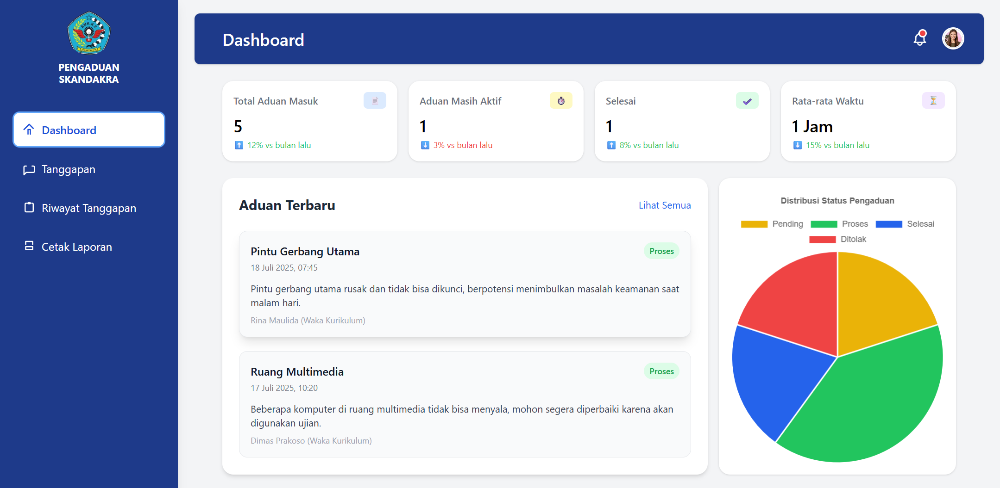 SMK.N 2
PENGADUAN
SKANDAKRA
Dashboard
Tanggapan
Riwayat Tanggapan
Cetak Laporan
Dashboard
Total Aduan Masuk
5
12% vs bulan lalu
Aduan Masih Aktif
1
3% vs bulan lalu
Selesai
1
8% vs bulan lalu
Rata-rata Waktu
1 Jam
15% vs bulan lalu
Aduan Terbaru
Lihat Semua
Pintu Gerbang Utama
Proses
18 Juli 2025, 07:45
Pintu gerbang utama rusak dan tidak bisa dikunci, berpotensi menimbulkan masalah keamanan saat
malam hari.
Rina Maulida (Waka Kurikulum)
Ruang Multimedia
Proses
17 Juli 2025, 10:20
Beberapa komputer di ruang multimedia tidak bisa menyala, mohon segera diperbaiki karena akan
digunakan ujian.
Dimas Prakoso (Waka Kurikulum)
Distribusi Status Pengaduan
Pending
Proses
Selesai
Ditolak